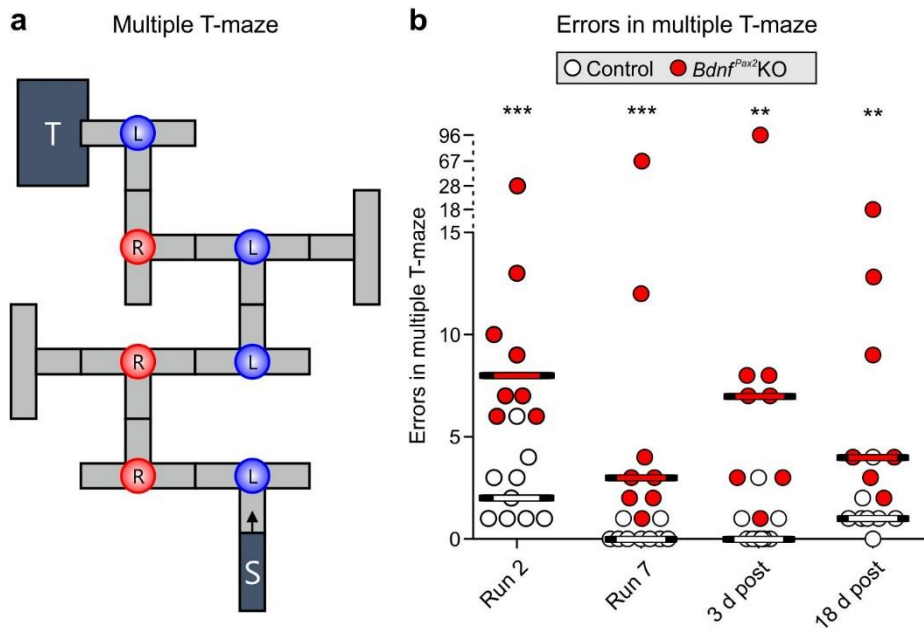 a Multiple T-maze
T
L
R
L
R
L
R
L
S
b Errors in multiple T-maze
Control Bdnf^Pax2KO
*** *** ** **
Errors in multiple T-maze
96
67
28
18
15
10
5
0
Run 2
Run 7
3 d post
18 d post